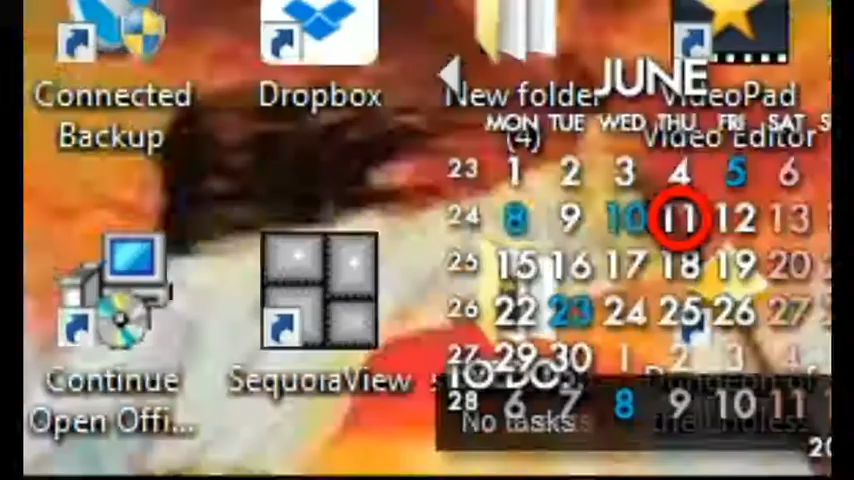 Connected
Backup
Dropbox
New folder
(4)
VideoPad
Video Editor
JUNE
MON TUE WED THU FRI SAT S
23 1 2 3 4 5 6
24 8 9 10 11 12 13
25 15 16 17 18 19 20
26 22 23 24 25 26 27
27 29 30 1 2 3 4
28 6 7 8 9 10 11
TO DO:
No tasks
Continue
Open Offi...
SequoiaView
Dungeon of
20